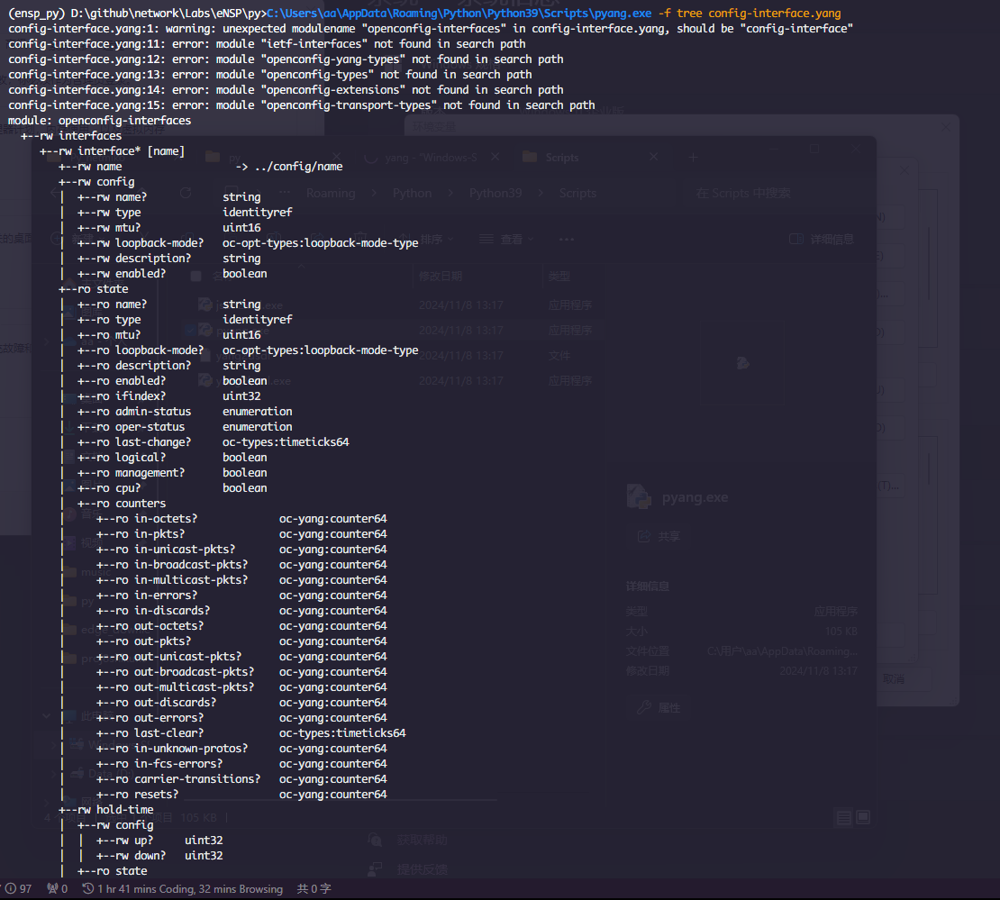 (ensp_py) D:\github\network\Labs\eNSP\py>C:\Users\aa\AppData\Roaming\Python\Python39\Scripts\pyang.exe -f tree config-interface.yang
config-interface.yang:1: warning: unexpected modulename "openconfig-interfaces" in config-interface.yang, should be "config-interface"
config-interface.yang:11: error: module "ietf-interfaces" not found in search path
config-interface.yang:12: error: module "openconfig-yang-types" not found in search path
config-interface.yang:13: error: module "openconfig-types" not found in search path
config-interface.yang:14: error: module "openconfig-extensions" not found in search path
config-interface.yang:15: error: module "openconfig-transport-types" not found in search path
module: openconfig-interfaces
  +--rw interfaces
     +--rw interface* [name]
        +--rw name                  -> ../config/name
        +--rw config
        |  +--rw name?            string
        |  +--rw type             identityref
        |  +--rw mtu?             uint16
        |  +--rw loopback-mode?   oc-opt-types:loopback-mode-type
        |  +--rw description?     string
        |  +--rw enabled?         boolean
        +--ro state
        |  +--ro name?            string
        |  +--ro type             identityref
        |  +--ro mtu?             uint16
        |  +--ro loopback-mode?   oc-opt-types:loopback-mode-type
        |  +--ro description?     string
        |  +--ro enabled?         boolean
        |  +--ro ifindex?         uint32
        |  +--ro admin-status     enumeration
        |  +--ro oper-status      enumeration
        |  +--ro last-change?     oc-types:timeticks64
        |  +--ro logical?         boolean
        |  +--ro management?      boolean
        |  +--ro cpu?             boolean
        |  +--ro counters
        |     +--ro in-octets?             oc-yang:counter64
        |     +--ro in-pkts?               oc-yang:counter64
        |     +--ro in-unicast-pkts?       oc-yang:counter64
        |     +--ro in-broadcast-pkts?     oc-yang:counter64
        |     +--ro in-multicast-pkts?     oc-yang:counter64
        |     +--ro in-errors?             oc-yang:counter64
        |     +--ro in-discards?           oc-yang:counter64
        |     +--ro out-octets?            oc-yang:counter64
        |     +--ro out-pkts?              oc-yang:counter64
        |     +--ro out-unicast-pkts?      oc-yang:counter64
        |     +--ro out-broadcast-pkts?    oc-yang:counter64
        |     +--ro out-multicast-pkts?    oc-yang:counter64
        |     +--ro out-discards?          oc-yang:counter64
        |     +--ro out-errors?            oc-yang:counter64
        |     +--ro last-clear?            oc-types:timeticks64
        |     +--ro in-unknown-protos?     oc-yang:counter64
        |     +--ro in-fcs-errors?         oc-yang:counter64
        |     +--ro carrier-transitions?   oc-yang:counter64
        |     +--ro resets?                oc-yang:counter64
        +--rw hold-time
        |  +--rw config
        |  |  +--rw up?     uint32
        |  |  +--rw down?   uint32
        |  +--ro state
yang - "Windows-S
Scripts
Roaming > Python > Python39 > Scripts
在 Scripts 中搜索
排序
查看
详细信息
修改日期
类型
2024/11/8 13:17
应用程序
2024/11/8 13:17
应用程序
2024/11/8 13:17
文件
2024/11/8 13:17
应用程序
pyang.exe
共享
详细信息
类型
应用程序
大小
105 KB
文件位置
C:\用户\aa\AppData\Roaming...
修改日期
2024/11/8 13:17
属性
取消
music
py
105 KB
获取帮助
提供反馈
97 0 1 hr 41 mins Coding, 32 mins Browsing 共 0 字